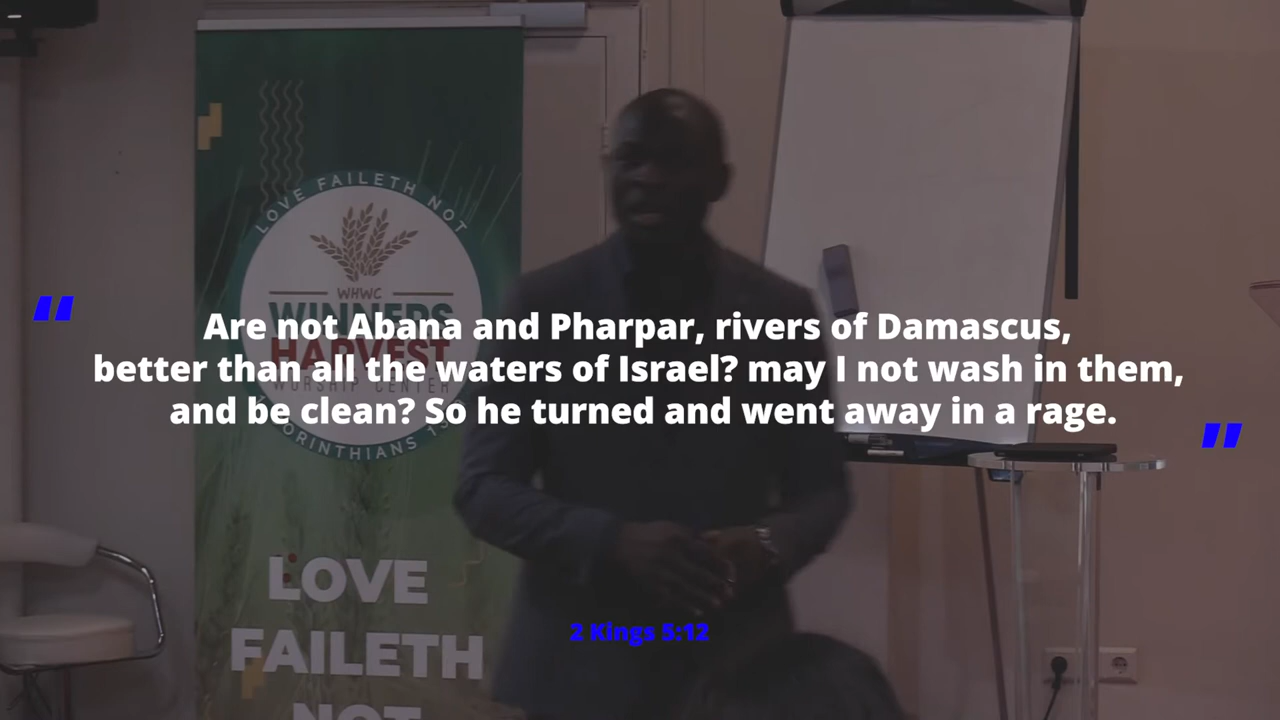 LOVE FAILETH NOT
WHWC
WINNERS
HARVEST
WORSHIP CENTER
CORINTHIANS 13
“
Are not Abana and Pharpar, rivers of Damascus,
better than all the waters of Israel? may I not wash in them,
and be clean? So he turned and went away in a rage.
”
2 Kings 5:12
LOVE
FAILETH
NOT